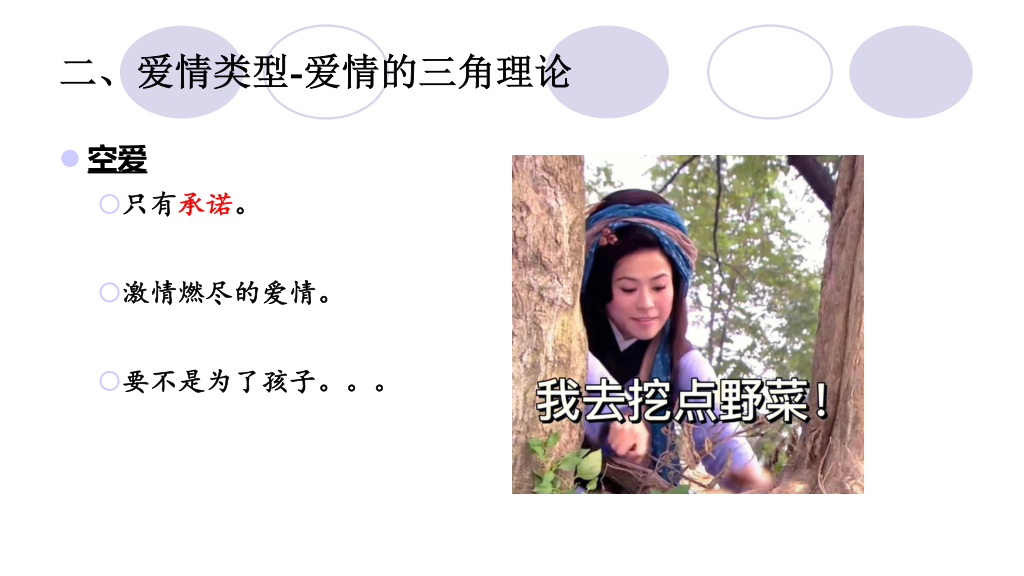 二、爱情类型-爱情的三角理论
空爱
只有承诺。
激情燃尽的爱情。
要不是为了孩子。。。
我去挖点野菜！